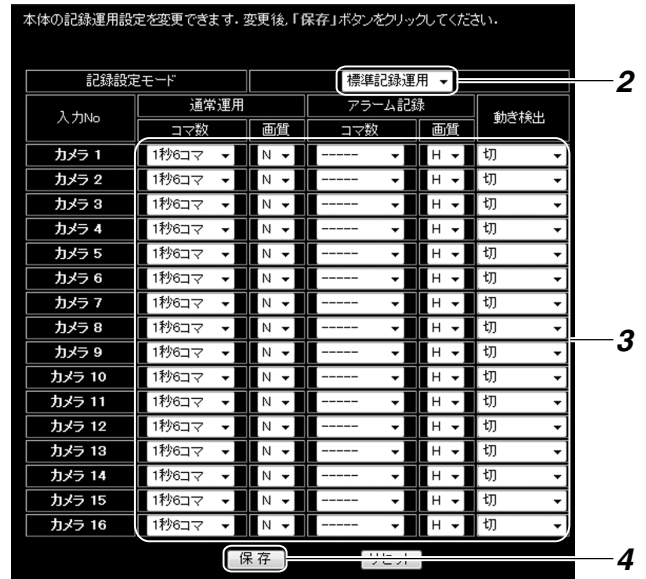 本体の記録運用設定を変更できます．変更後，「保存」ボタンをクリックしてください．
記録設定モード 標準記録運用 2
入力No 通常運用 アラーム記録 動き検出
コマ数 画質 コマ数 画質
カメラ 1 1秒6コマ N ----- H 切
カメラ 2 1秒6コマ N ----- H 切
カメラ 3 1秒6コマ N ----- H 切
カメラ 4 1秒6コマ N ----- H 切
カメラ 5 1秒6コマ N ----- H 切
カメラ 6 1秒6コマ N ----- H 切
カメラ 7 1秒6コマ N ----- H 切
カメラ 8 1秒6コマ N ----- H 切
カメラ 9 1秒6コマ N ----- H 切 3
カメラ 10 1秒6コマ N ----- H 切
カメラ 11 1秒6コマ N ----- H 切
カメラ 12 1秒6コマ N ----- H 切
カメラ 13 1秒6コマ N ----- H 切
カメラ 14 1秒6コマ N ----- H 切
カメラ 15 1秒6コマ N ----- H 切
カメラ 16 1秒6コマ N ----- H 切
保存 リセット 4